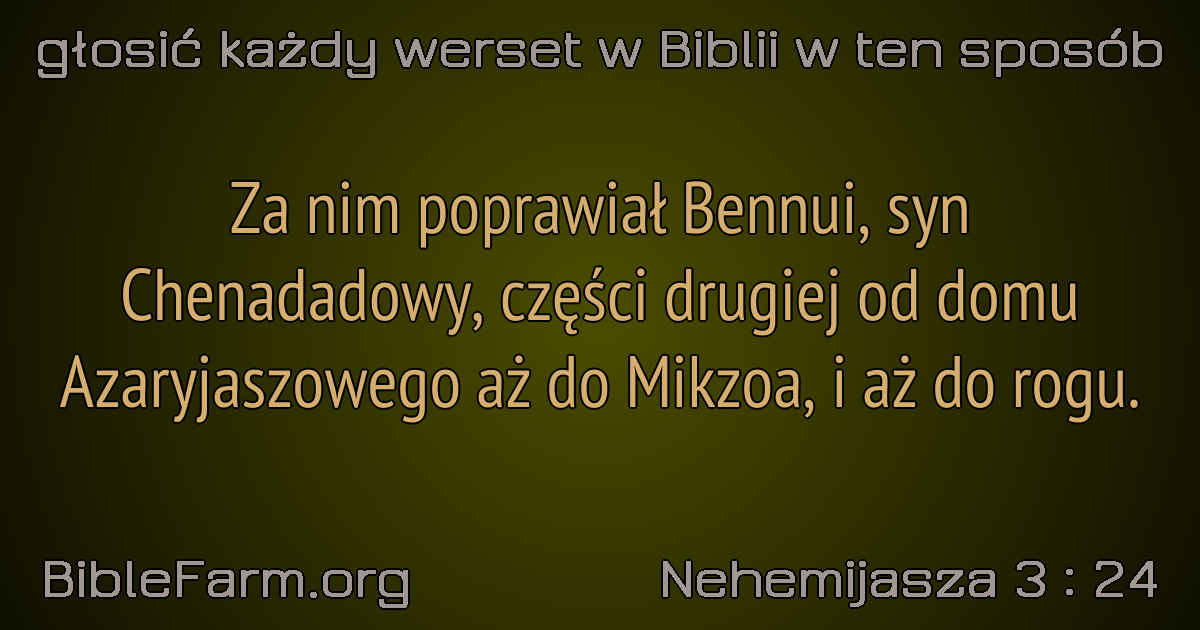 głosić każdy werset w Biblii w ten sposób
Za nim poprawiał Bennui, syn
Chenadadowy, części drugiej od domu
Azaryjaszowego aż do Mikzoa, i aż do rogu.
BibleFarm.org
Nehemijasza 3 : 24